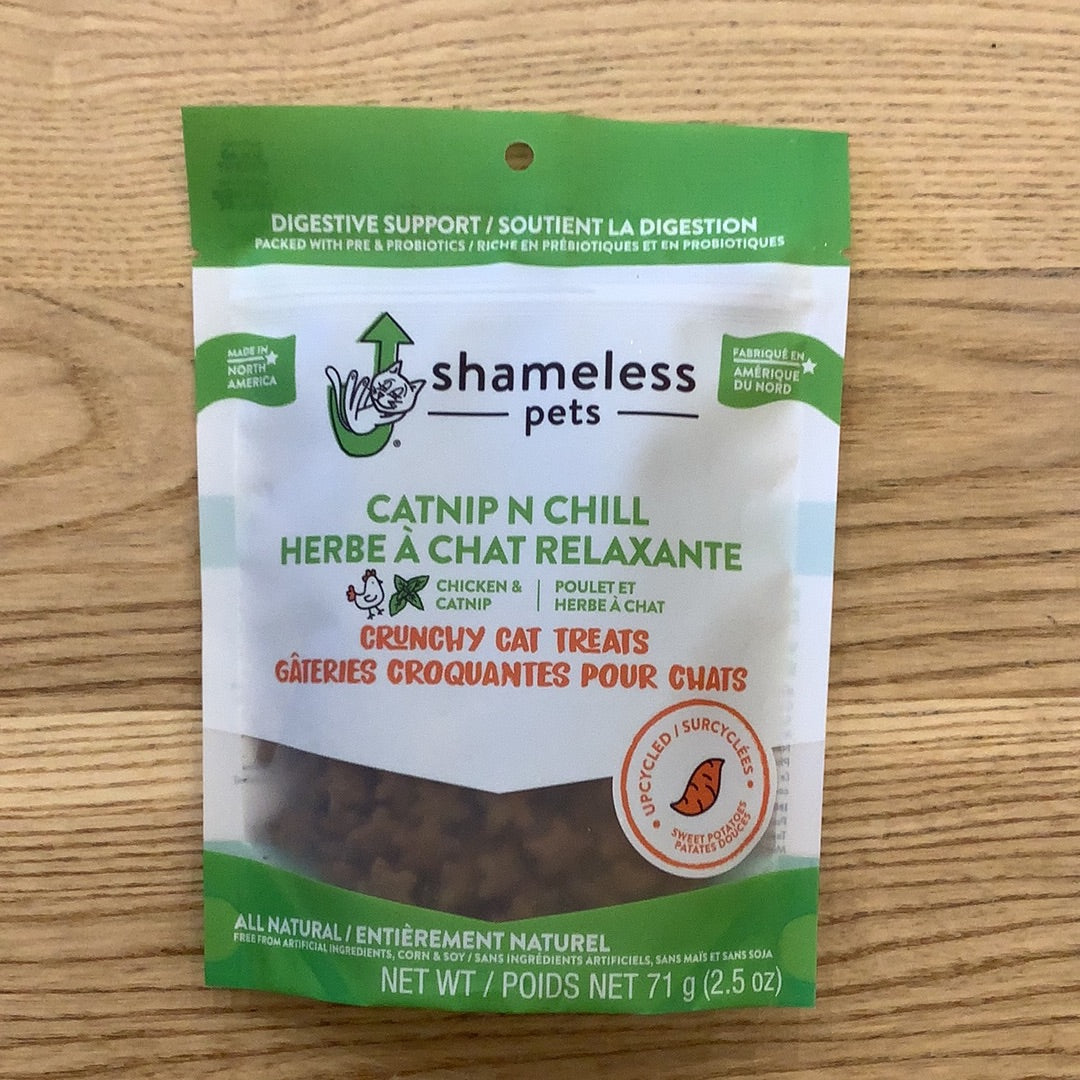 DIGESTIVE SUPPORT / SOUTIENT LA DIGESTION
PACKED WITH PRE & PROBIOTICS / RICHE EN PRÉBIOTIQUES ET EN PROBIOTIQUES
MADE IN
NORTH
AMERICA
shameless
pets
®
FABRIQUÉ EN
AMÉRIQUE
DU NORD
CATNIP N CHILL
HERBE À CHAT RELAXANTE
CHICKEN &
CATNIP
POULET ET
HERBE À CHAT
CRUNCHY CAT TREATS
GÂTERIES CROQUANTES POUR CHATS
UPCYCLED / SURCYCLÉES
SWEET POTATOES
PATATES DOUCES
ALL NATURAL / ENTIÈREMENT NATUREL
FREE FROM ARTIFICIAL INGREDIENTS, CORN & SOY / SANS INGRÉDIENTS ARTIFICIELS, SANS MAÏS ET SANS SOJA
NET WT / POIDS NET 71 g (2.5 oz)